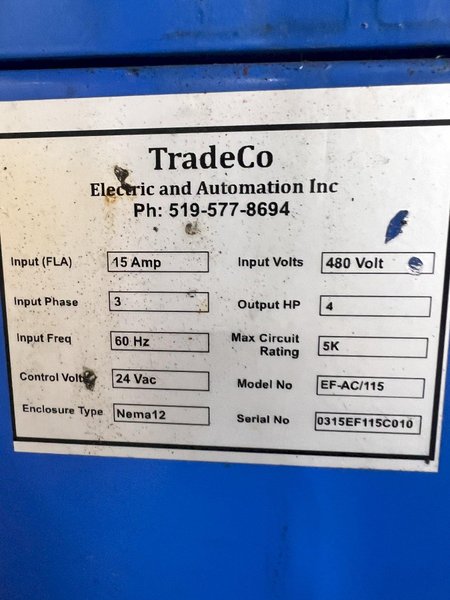 TradeCo
Electric and Automation Inc
Ph: 519-577-8694
Input (FLA) 15 Amp Input Volts 480 Volt
Input Phase 3 Output HP 4
Input Freq 60 Hz Max Circuit Rating 5K
Control Volts 24 Vac Model No EF-AC/115
Enclosure Type Nema12 Serial No 0315EF115C010